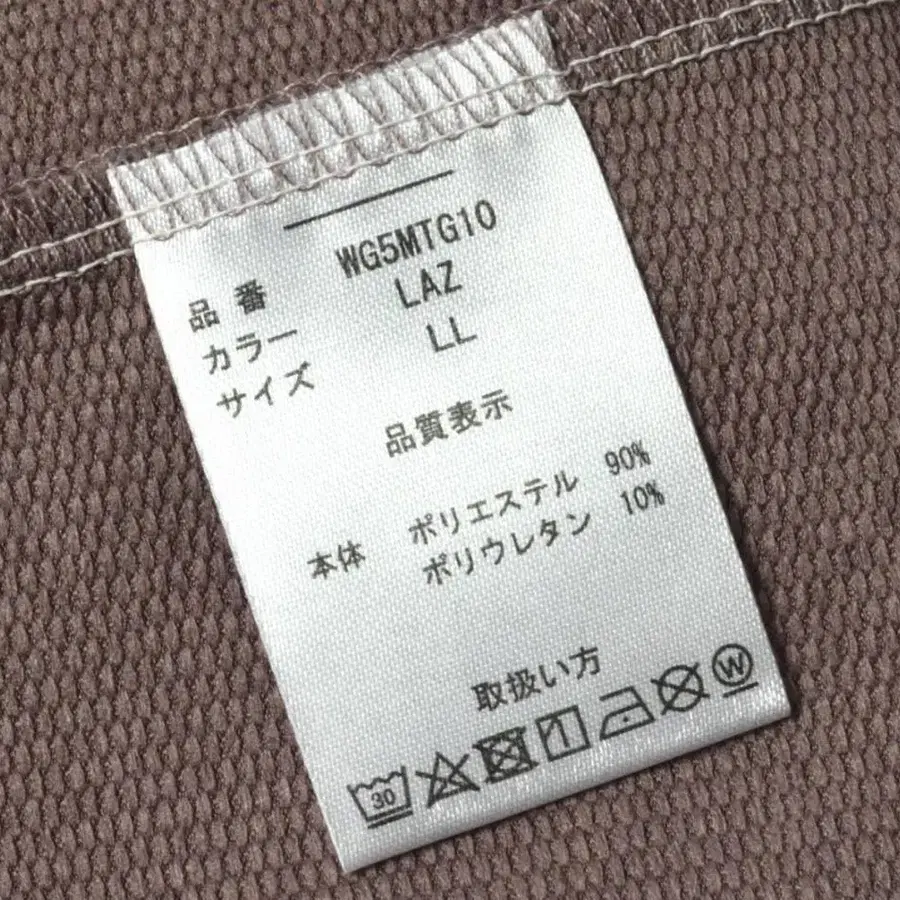 品番 WG5MTG10
カラー LAZ
サイズ LL
品質表示
本体 ポリエステル 90%
ポリウレタン 10%
取扱い方
30 W